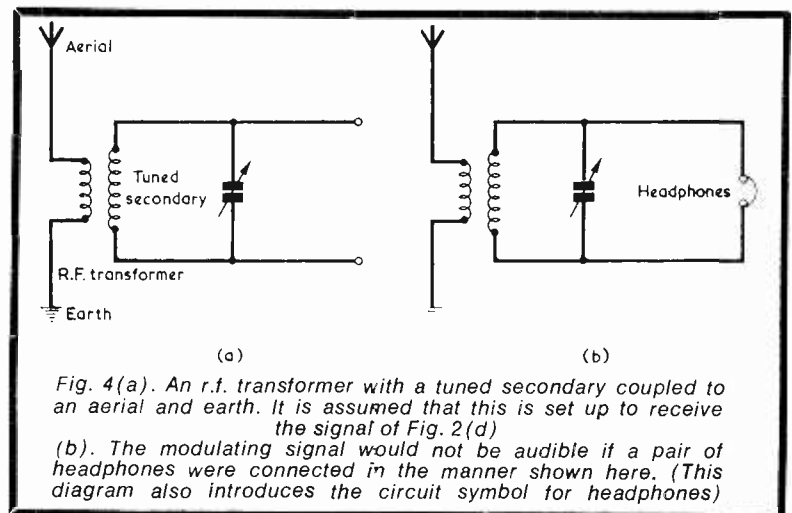 Aerial
Tuned
secondary
R.F. transformer
Earth
Headphones
(a)
(b)
Fig. 4(a). An r.f. transformer with a tuned secondary coupled to
an aerial and earth. It is assumed that this is set up to receive
the signal of Fig. 2(d)
(b). The modulating signal would not be audible if a pair of
headphones were connected in the manner shown here. (This
diagram also introduces the circuit symbol for headphones)